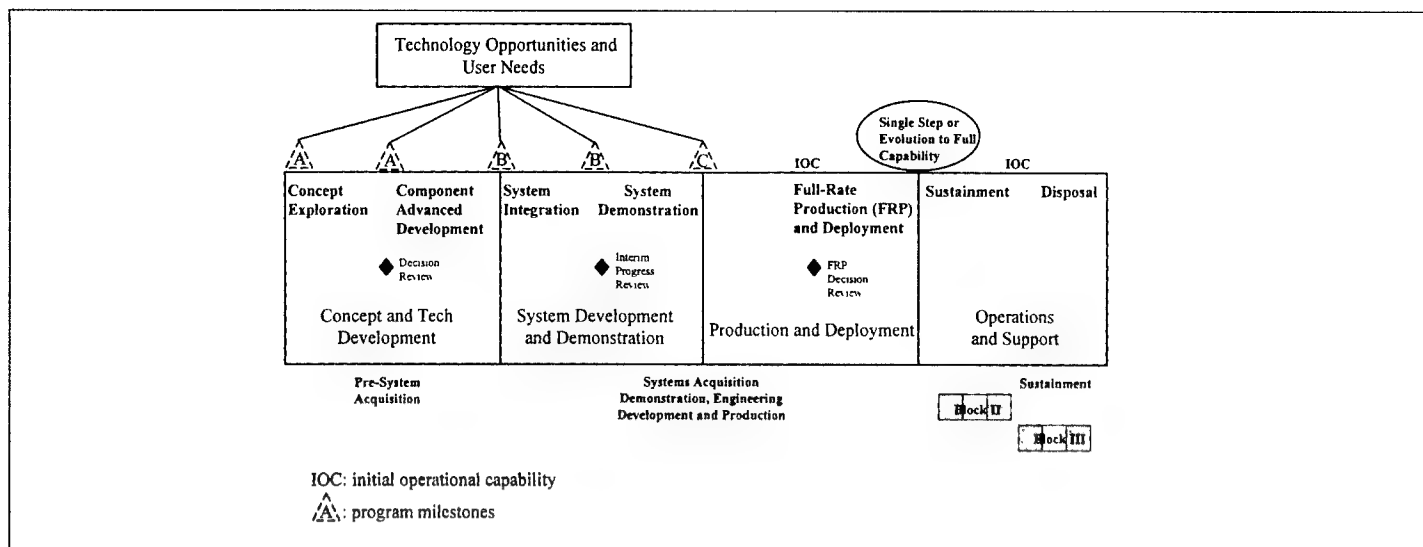 Technology Opportunities and
User Needs
Single Step or
Evolution to Full
Capability
A
A
B
B
C
IOC
IOC
Concept
Exploration
Component
Advanced
Development
System
Integration
System
Demonstration
Full-Rate
Production (FRP)
and Deployment
Sustainment
Disposal
Decision
Review
Interim
Progress
Review
FRP
Decision
Review
Concept and Tech
Development
System Development
and Demonstration
Production and Deployment
Operations
and Support
Pre-System
Acquisition
Systems Acquisition
Demonstration, Engineering
Development and Production
Sustainment
Block II
Block III
IOC: initial operational capability
A: program milestones